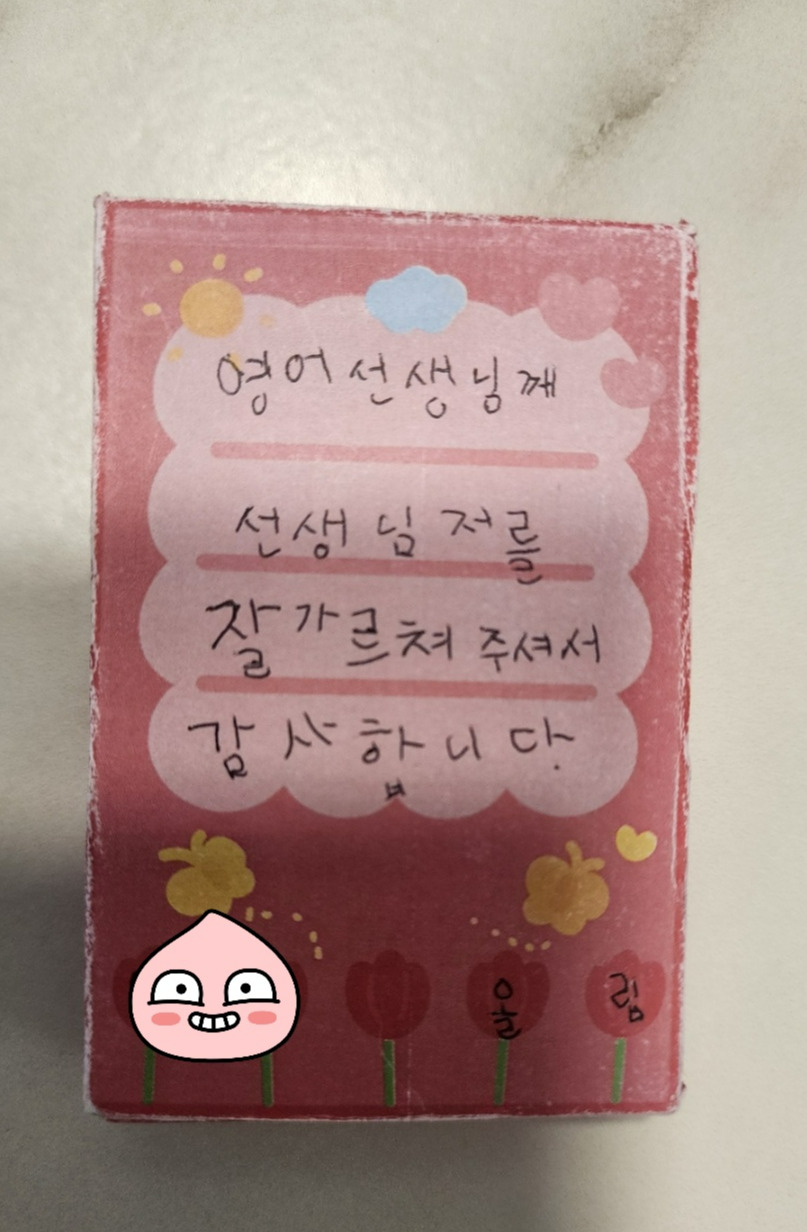 영어선생님께
선생님 저를
잘 가르쳐 주셔서
감사합니다.
올림